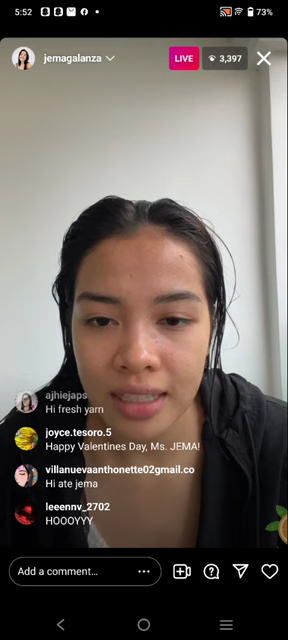 5:52
73%
jemagalanza
LIVE
3,397
ajhiejaps
Hi fresh yarn
joyce.tesoro.5
Happy Valentines Day, Ms. JEMA!
villanuevaanthonette02gmail.co
Hi ate jema
leeennv_2702
HOOOYYY
Add a comment...